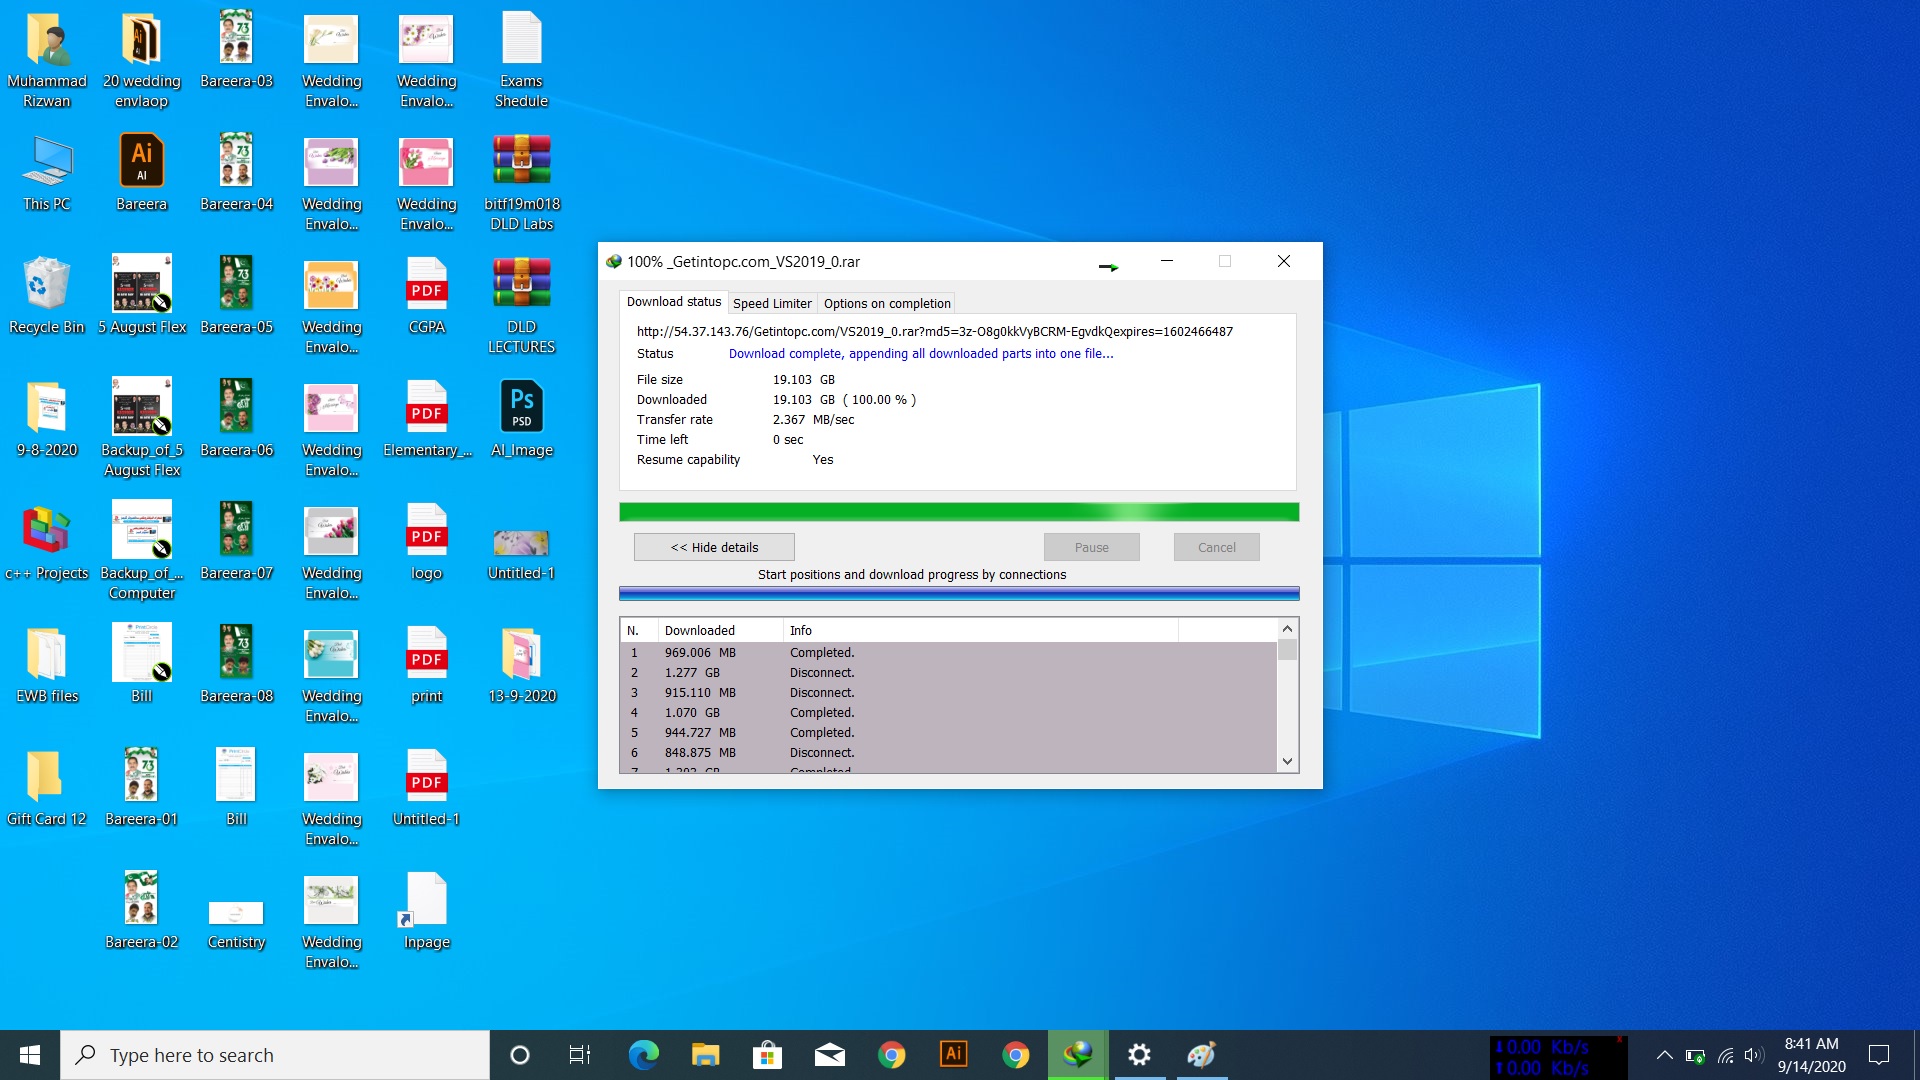 Muhammad
Rizwan
20 wedding
envlaop
Bareera-03
Wedding
Envalo...
Wedding
Envalo...
Exams
Shedule
This PC
Ai
AI
Bareera
Bareera-04
Wedding
Envalo...
Wedding
Envalo...
bitf19m018
DLD Labs
Recycle Bin
5 August Flex
Bareera-05
Wedding
Envalo...
PDF
CGPA
DLD
LECTURES
9-8-2020
Backup_of_5
August Flex
Bareera-06
Wedding
Envalo...
PDF
Elementary_...
Ps
PSD
AI_Image
c++ Projects
Backup_of_...
Computer
Bareera-07
Wedding
Envalo...
PDF
logo
Untitled-1
EWB files
Bill
Bareera-08
Wedding
Envalo...
PDF
print
13-9-2020
Gift Card 12
Bareera-01
Bill
Wedding
Envalo...
PDF
Untitled-1
Bareera-02
Centistry
Wedding
Envalo...
Inpage
100% _Getintopc.com_VS2019_0.rar
Download status
Speed Limiter
Options on completion
http://54.37.143.76/Getintopc.com/VS2019_0.rar?md5=3z-O8g0kkVyBCRM-EgvdkQexpires=1602466487
Status Download complete, appending all downloaded parts into one file...
File size 19.103 GB
Downloaded 19.103 GB ( 100.00 % )
Transfer rate 2.367 MB/sec
Time left 0 sec
Resume capability Yes
<< Hide details
Pause
Cancel
Start positions and download progress by connections
N. Downloaded Info
1 969.006 MB Completed.
2 1.277 GB Disconnect.
3 915.110 MB Disconnect.
4 1.070 GB Completed.
5 944.727 MB Completed.
6 848.875 MB Disconnect.
Type here to search
Ai
0.00 Kb/s
0.00 Kb/s
8:41 AM
9/14/2020